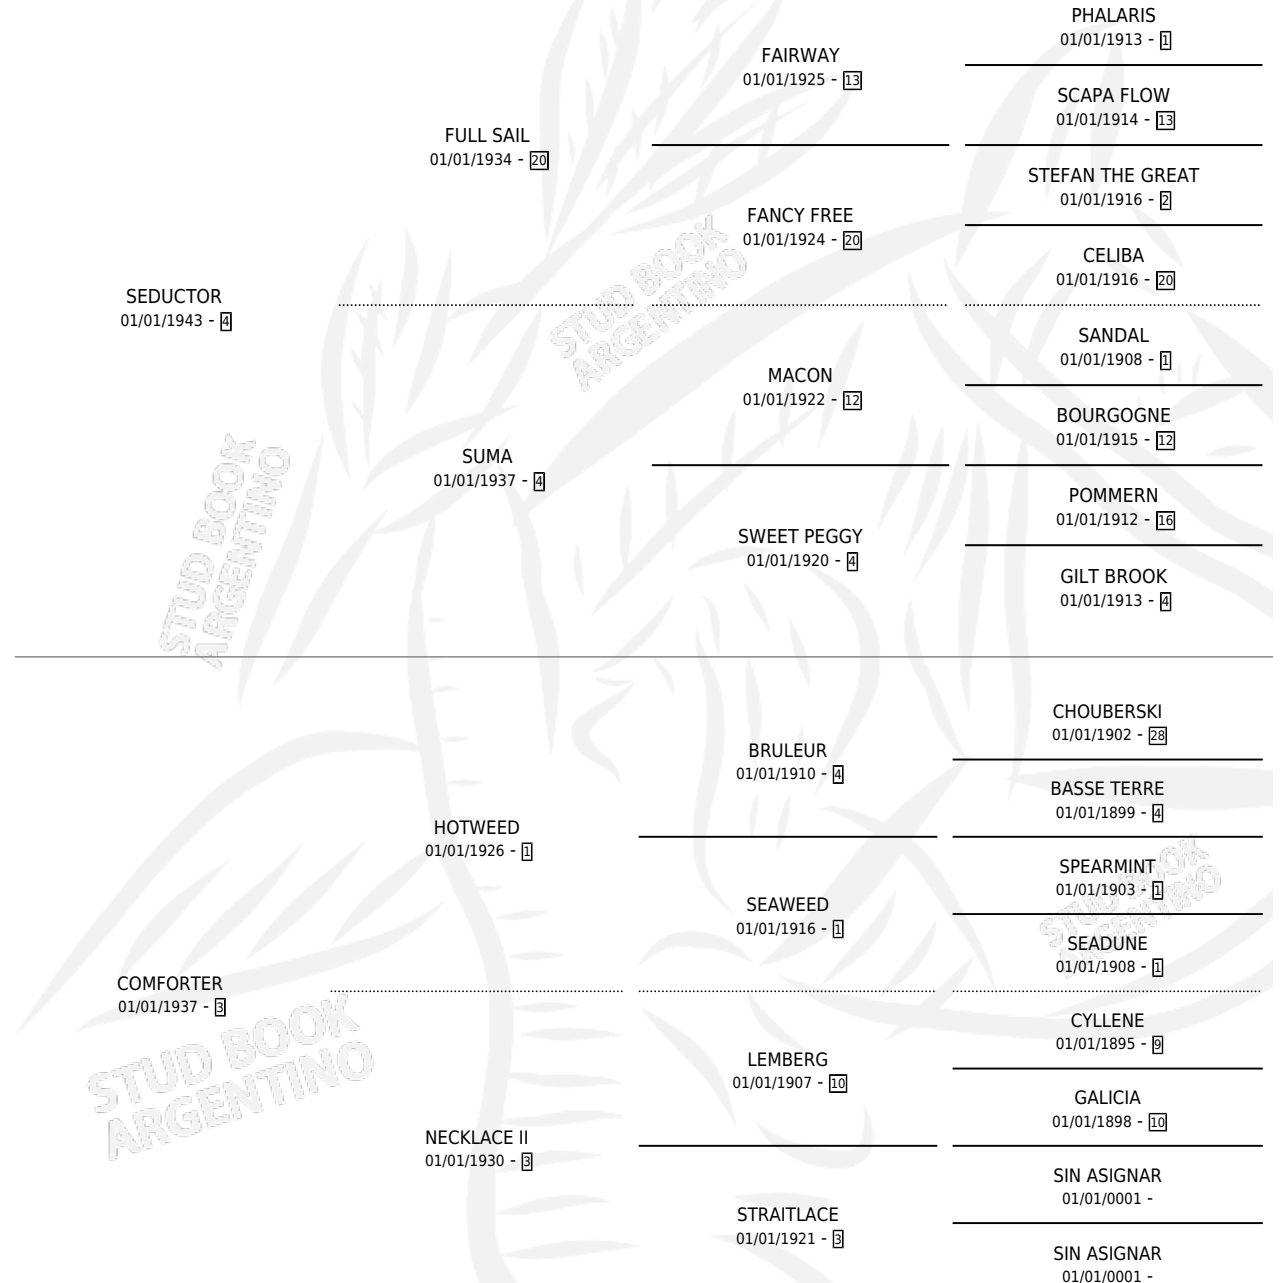 PHALARIS
01/01/1913 - 1
FAIRWAY
01/01/1925 - 13
SCAPA FLOW
01/01/1914 - 13
FULL SAIL
01/01/1934 - 20
STEFAN THE GREAT
01/01/1916 - 2
FANCY FREE
01/01/1924 - 20
CELIBA
01/01/1916 - 20
SEDUCTOR
01/01/1943 - 4
STUD BOOK
ARGENTINO
SANDAL
01/01/1908 - 1
MACON
01/01/1922 - 12
BOURGOGNE
01/01/1915 - 12
SUMA
01/01/1937 - 4
POMMERN
01/01/1912 - 16
SWEET PEGGY
01/01/1920 - 4
GILT BROOK
01/01/1913 - 4
STUD BOOK
ARGENTINO
CHOUBERSKI
01/01/1902 - 28
BRULEUR
01/01/1910 - 4
BASSE TERRE
01/01/1899 - 4
HOTWEED
01/01/1926 - 1
SPEARMINT
01/01/1903 - 1
SEAWEED
01/01/1916 - 1
SEADUNE
01/01/1908 - 1
STUD BOOK
ARGENTINO
COMFORTER
01/01/1937 - 3
CYLLENE
01/01/1895 - 9
LEMBERG
01/01/1907 - 10
GALICIA
01/01/1898 - 10
STUD BOOK
ARGENTINO
NECKLACE II
01/01/1930 - 3
SIN ASIGNAR
01/01/0001 -
STRAITLACE
01/01/1921 - 3
SIN ASIGNAR
01/01/0001 -